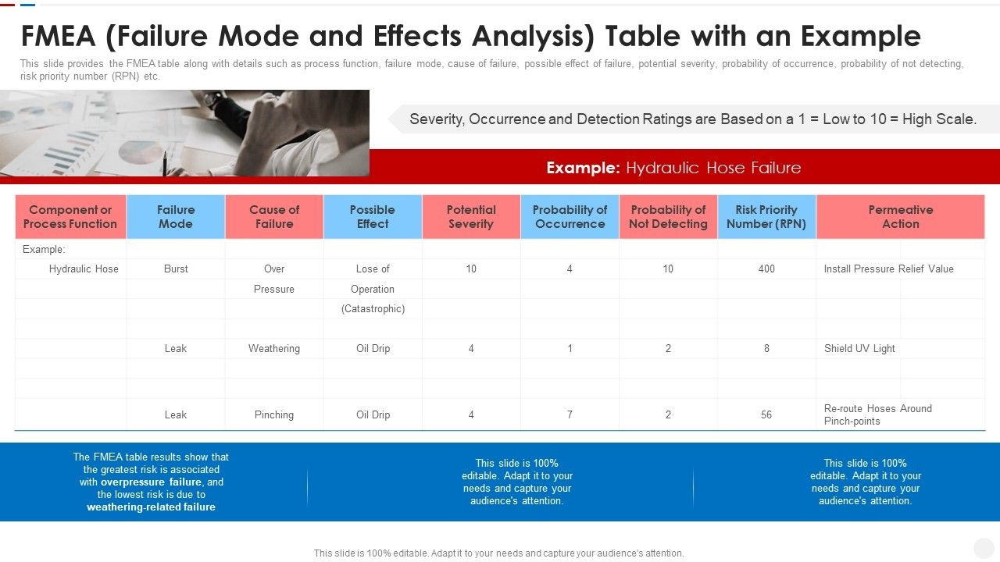 FMEA (Failure Mode and Effects Analysis) Table with an Example
This slide provides the FMEA table along with details such as process function, failure mode, cause of failure, possible effect of failure, potential severity, probability of occurrence, probability of not detecting,
risk priority number (RPN) etc.
Severity, Occurrence and Detection Ratings are Based on a 1 = Low to 10 = High Scale.
Example: Hydraulic Hose Failure
Component or Process Function	Failure Mode	Cause of Failure	Possible Effect	Potential Severity	Probability of Occurrence	Probability of Not Detecting	Risk Priority Number (RPN)	Permeative Action
Example:
Hydraulic Hose	Burst	Over	Lose of	10	4	10	400	Install Pressure Relief Value
Pressure	Operation
(Catastrophic)
Leak	Weathering	Oil Drip	4	1	2	8	Shield UV Light
Leak	Pinching	Oil Drip	4	7	2	56	Re-route Hoses Around
Pinch-points
The FMEA table results show that
the greatest risk is associated
with overpressure failure, and
the lowest risk is due to
weathering-related failure
This slide is 100%
editable. Adapt it to your
needs and capture your
audience's attention.
This slide is 100%
editable. Adapt it to your
needs and capture your
audience's attention.
This slide is 100% editable. Adapt it to your needs and capture your audience's attention.